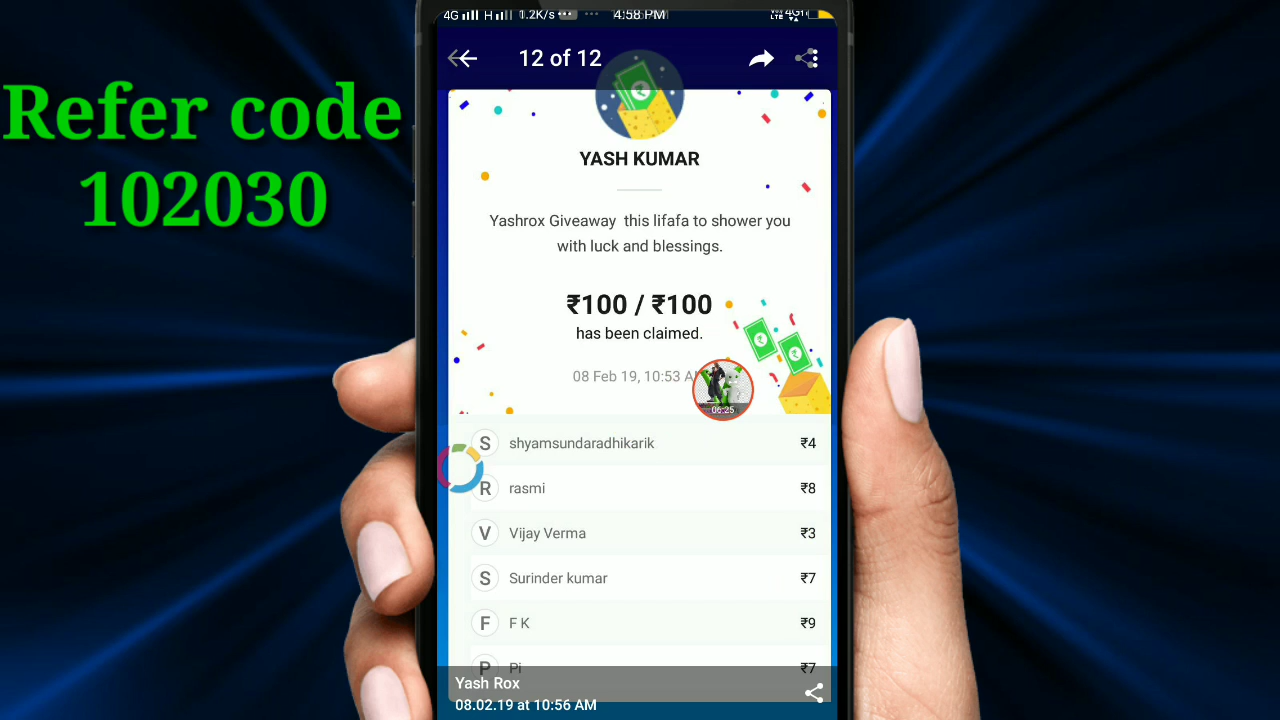 Refer code
102030
4G H 1.2K/s 4:58 PM VoLTE 4G
12 of 12
YASH KUMAR
Yashrox Giveaway this lifafa to shower you
with luck and blessings.
₹100 / ₹100
has been claimed.
08 Feb 19, 10:53 A
06:25
S shyamsundaradhikarik ₹4
R rasmi ₹8
V Vijay Verma ₹3
S Surinder kumar ₹7
F F K ₹9
P Pi ₹7
Yash Rox
08.02.19 at 10:56 AM